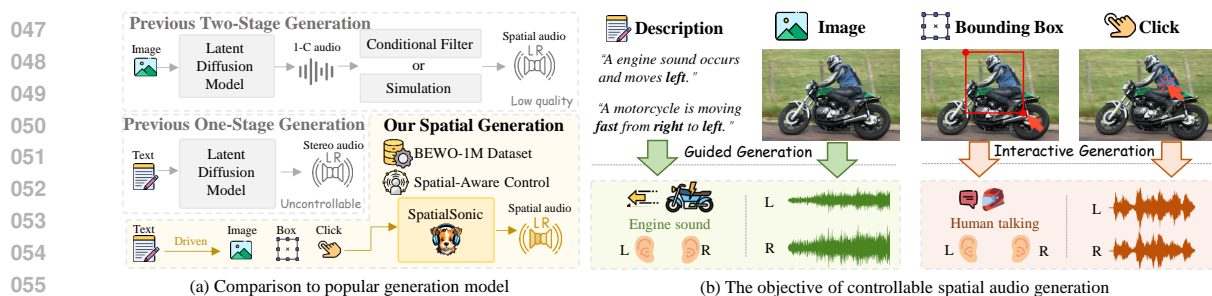 047
048
049
050
051
052
053
054
055
Previous Two-Stage Generation
Image
Latent
Diffusion
Model
1-C audio
Conditional Filter
or
Simulation
Spatial audio
L R
Low quality
Previous One-Stage Generation
Text
Latent
Diffusion
Model
Stereo audio
L R
Uncontrollable
Our Spatial Generation
BEWO-1M Dataset
Spatial-Aware Control
SpatialSonic
Spatial audio
L R
Text
Driven
Image
Box
Click
(a) Comparison to popular generation model
Description
Image
Bounding Box
Click
"A engine sound occurs
and moves left."
"A motorcycle is moving
fast from right to left."
Guided Generation
Interactive Generation
Engine sound
L
R
L
R
Human talking
L
R
L
R
(b) The objective of controllable spatial audio generation